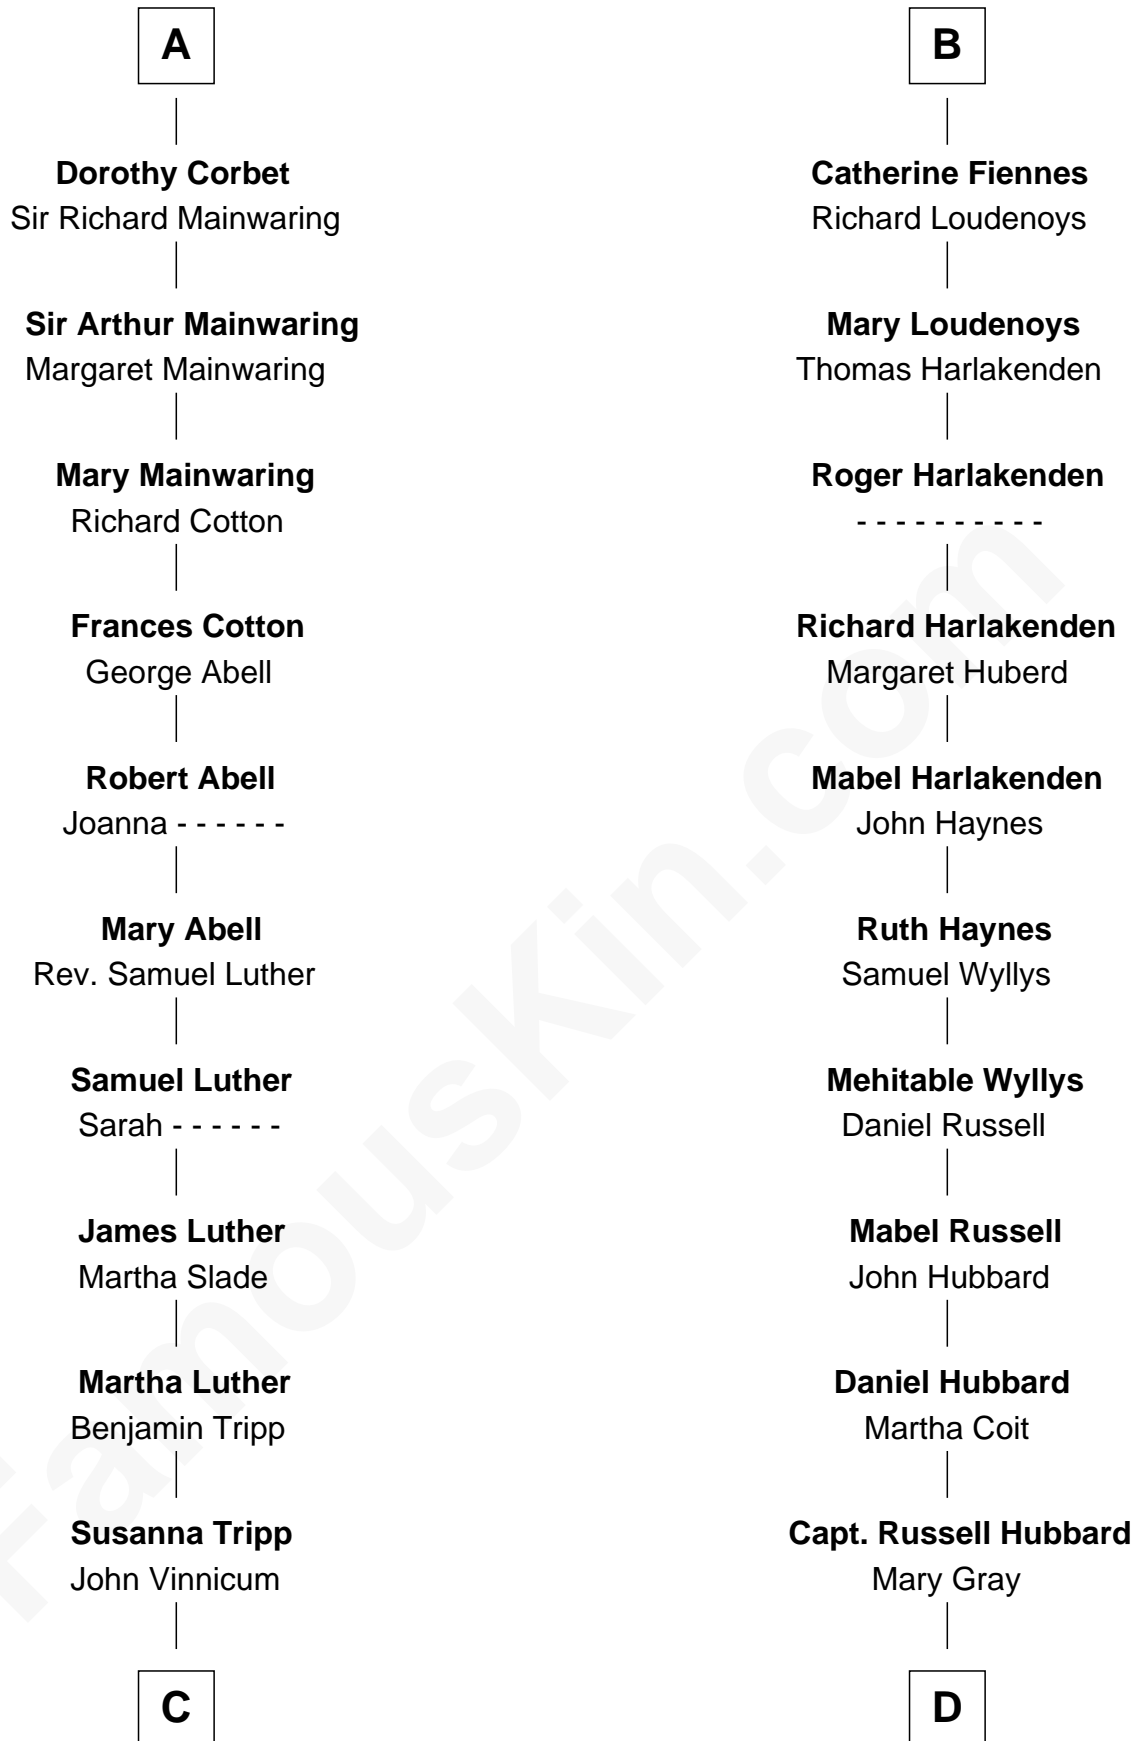 A
Dorothy Corbet
Sir Richard Mainwaring
Sir Arthur Mainwaring
Margaret Mainwaring
Mary Mainwaring
Richard Cotton
Frances Cotton
George Abell
Robert Abell
Joanna - - - - - -
Mary Abell
Rev. Samuel Luther
Samuel Luther
Sarah - - - - - -
James Luther
Martha Slade
Martha Luther
Benjamin Tripp
Susanna Tripp
John Vinnicum
C
B
Catherine Fiennes
Richard Loudenoys
Mary Loudenoys
Thomas Harlakenden
Roger Harlakenden
- - - - - - - - - -
Richard Harlakenden
Margaret Huberd
Mabel Harlakenden
John Haynes
Ruth Haynes
Samuel Wyllys
Mehitable Wyllys
Daniel Russell
Mabel Russell
John Hubbard
Daniel Hubbard
Martha Coit
Capt. Russell Hubbard
Mary Gray
D
FamousKin.com